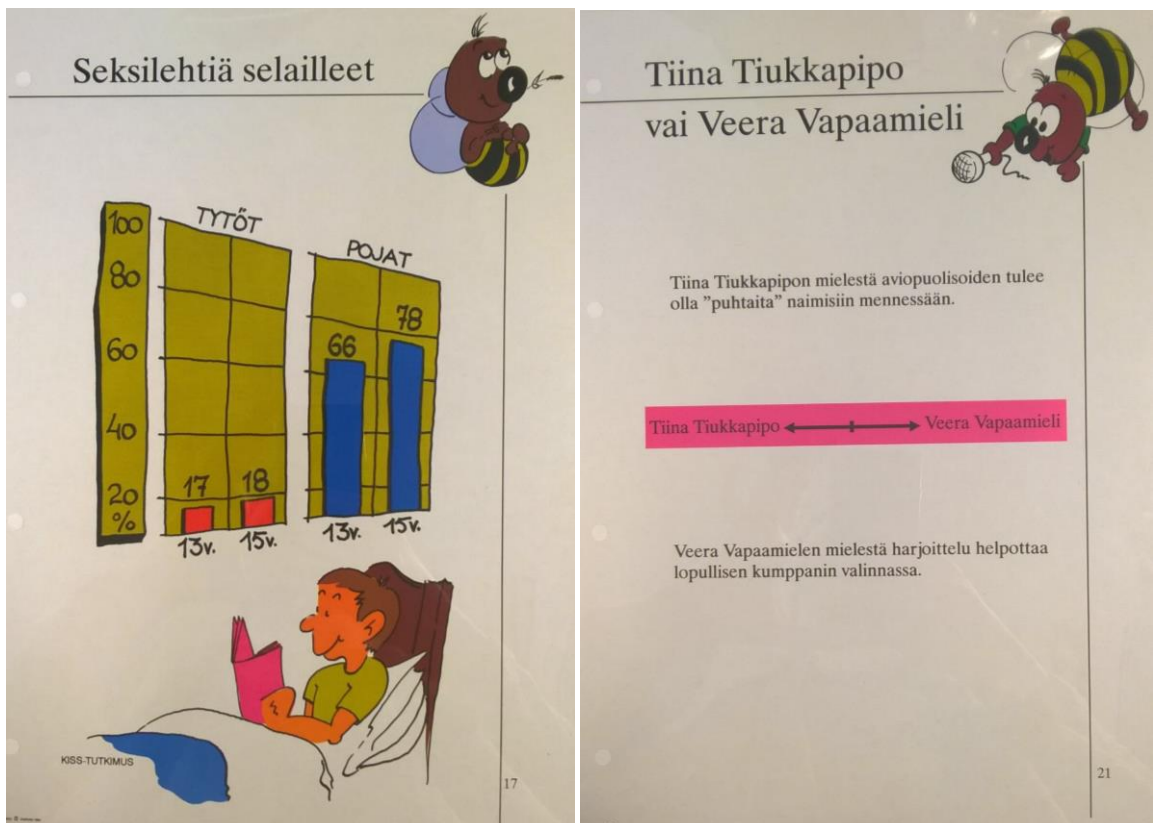 Seksilehtiä selailleet
TYTÖT
POJAT
100
80
60
40
20
%
17
18
66
78
13v.
15v.
13v.
15v.
KISS-TUTKIMUS
17
Tiina Tiukkapipo
vai Veera Vapaamieli
Tiina Tiukkapipon mielestä aviopuolisoiden tulee
olla ”puhtaita” naimisiin mennessään.
Tiina Tiukkapipo
Veera Vapaamieli
Veera Vapaamielen mielestä harjoittelu helpottaa
lopullisen kumppanin valinnassa.
21